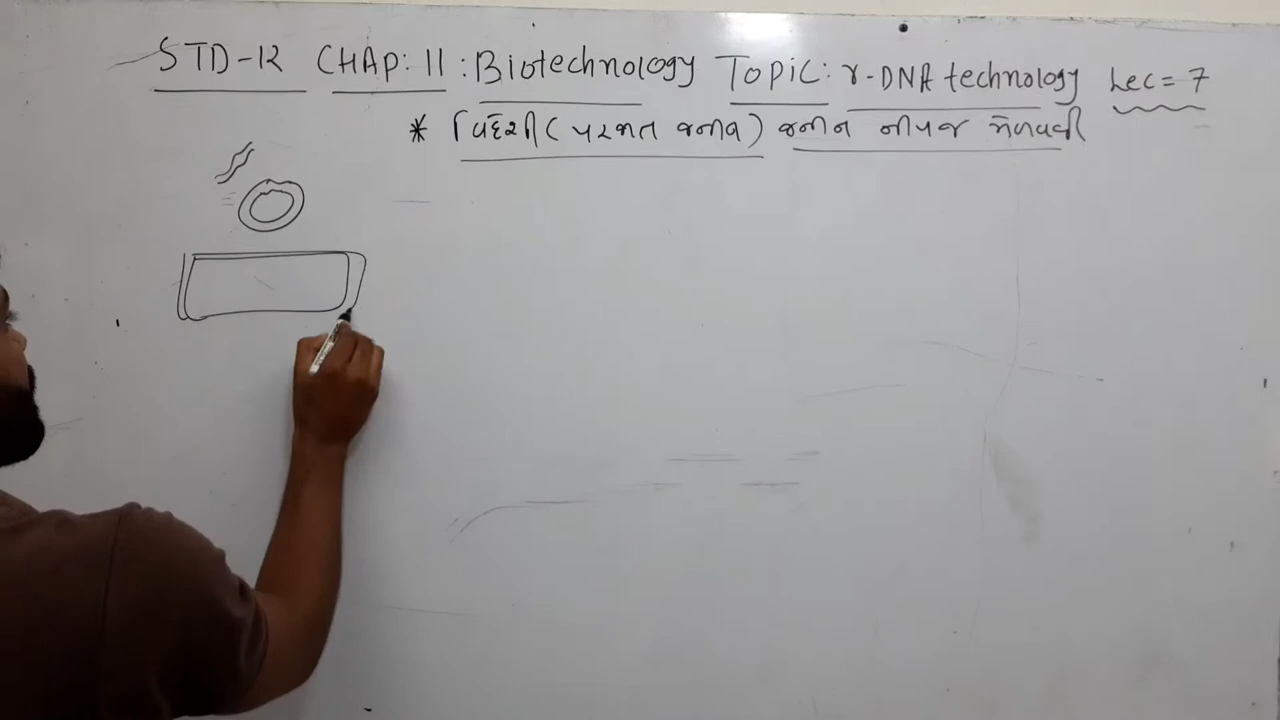 STD-12 CHAP: 11 : Biotechnology TOPIC: r-DNA technology Lec = 7
* વિદેશી ( પરજાત જનીન ) જનીન નીપજ મેળવવી